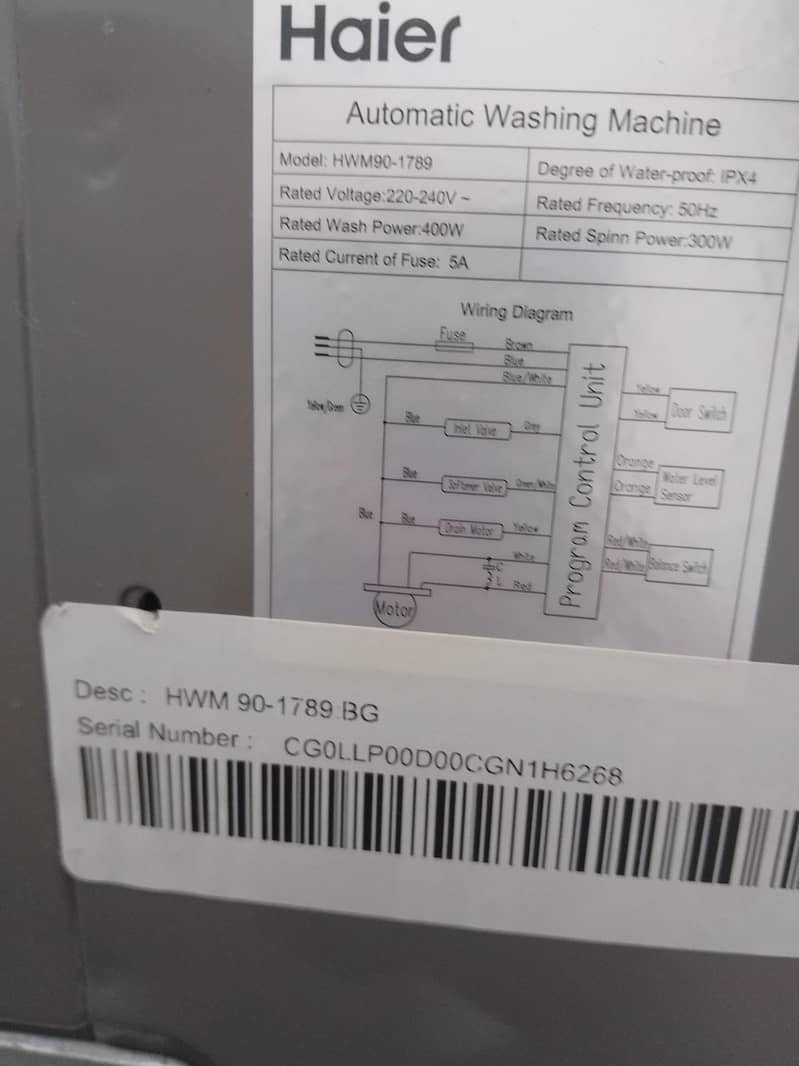 Haier
Automatic Washing Machine
Model: HWM90-1789
Degree of Water-proof: IPX4
Rated Voltage:220-240V ~
Rated Frequency: 50Hz
Rated Wash Power:400W
Rated Spinn Power:300W
Rated Current of Fuse: 5A
Wiring Diagram
Fuse
Brown
Blue
Blue/White
Yellow/Green
Blue
Inlet Valve
Grey
Blue
Softener Valve
Green/White
Blue
Blue
Drain Motor
Yellow
White
C
L
Red
Motor
Program Control Unit
Yellow
Yellow
Door Switch
Orange
Orange
Water Level
Sensor
Red/White
Red/White
Balance Switch
Desc : HWM 90-1789:BG
Serial Number : CG0LLP00D00CGN1H6268